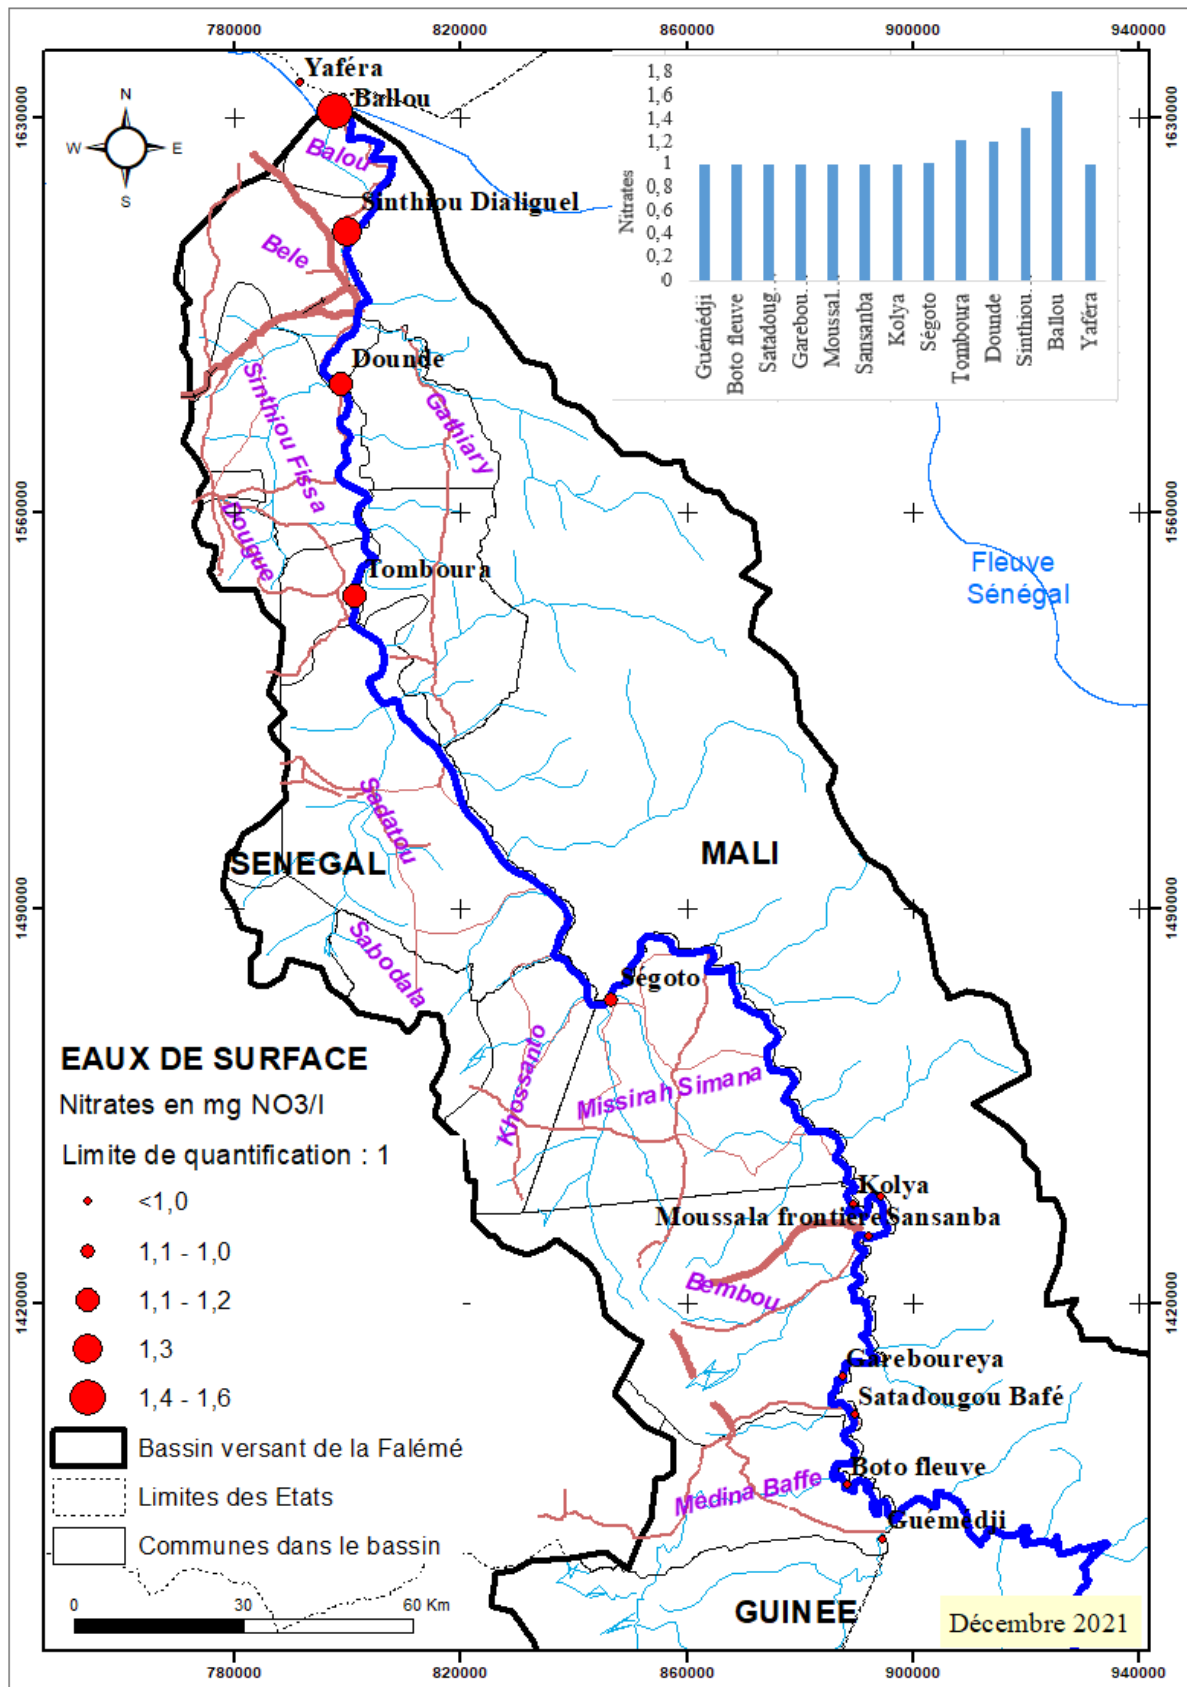 780000
820000
860000
900000
940000
1630000
1630000
1560000
1560000
1490000
1490000
1420000
1420000
N
W
E
S
Yaféra
Ballou
Balou
Sinthiou Dialiguel
Bele
Dounde
Sinthiou Fissa
Gathiary
Dougue
Tomboura
Nitrates
1,8
1,6
1,4
1,2
1
0,8
0,6
0,4
0,2
0
Guémédji
Boto fleuve
Satadoug…
Garebou…
Moussal…
Sansanba
Kolya
Ségoto
Tomboura
Dounde
Sinthiou…
Ballou
Yaféra
Fleuve
Sénégal
Sadatou
SENEGAL
MALI
Sabodala
Ségoto
Khossanto
Missirah Simana
Kolya
Moussala frontière Sansanba
Bembou
Gareboureya
Satadougou Bafé
Boto fleuve
Médina Baffe
Guémédji
GUINEE
EAUX DE SURFACE
Nitrates en mg NO3/l
Limite de quantification : 1
<1,0
1,1 - 1,0
1,1 - 1,2
1,3
1,4 - 1,6
Bassin versant de la Falémé
Limites des Etats
Communes dans le bassin
0 30 60 Km
Décembre 2021
780000
820000
860000
900000
940000